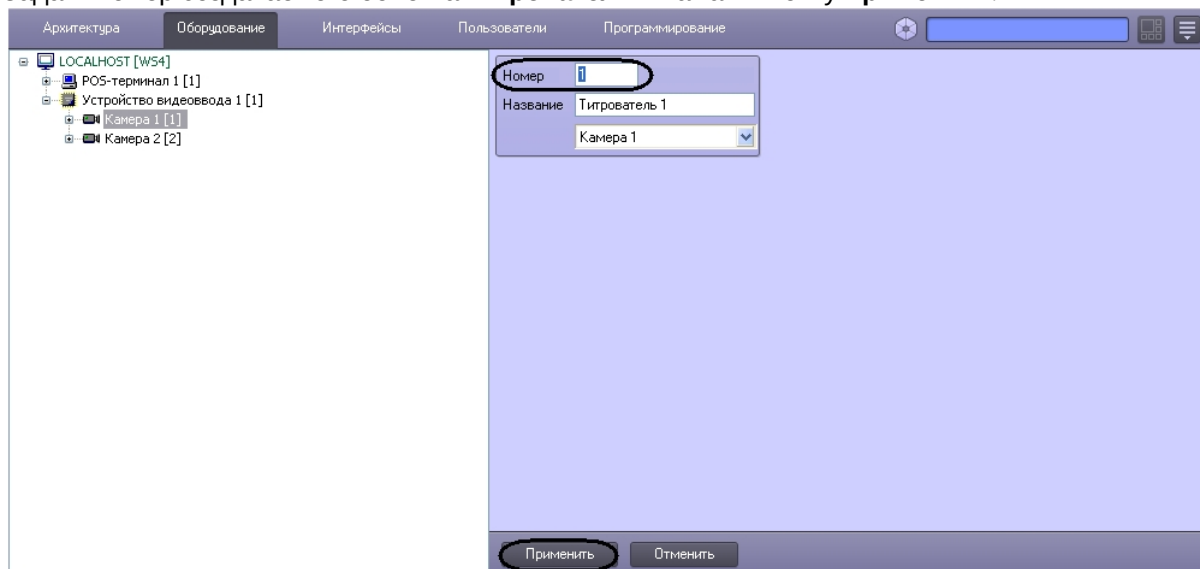 Архитектура Оборудование Интерфейсы Пользователи Программирование
LOCALHOST [WS4]
POS-терминал 1 [1]
Устройство видеоввода 1 [1]
Камера 1 [1]
Камера 2 [2]
Номер 1
Название Титрователь 1
Камера 1
Применить Отменить